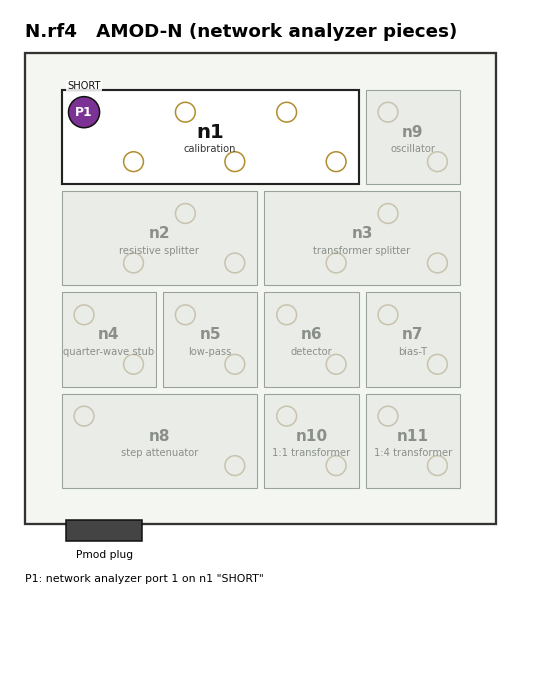 N.rf4 AMOD-N (network analyzer pieces)
SHORT
P1
n1
calibration
n9
oscillator
n2
resistive splitter
n3
transformer splitter
n4
quarter-wave stub
n5
low-pass
n6
detector
n7
bias-T
n8
step attenuator
n10
1:1 transformer
n11
1:4 transformer
Pmod plug
P1: network analyzer port 1 on n1 "SHORT"